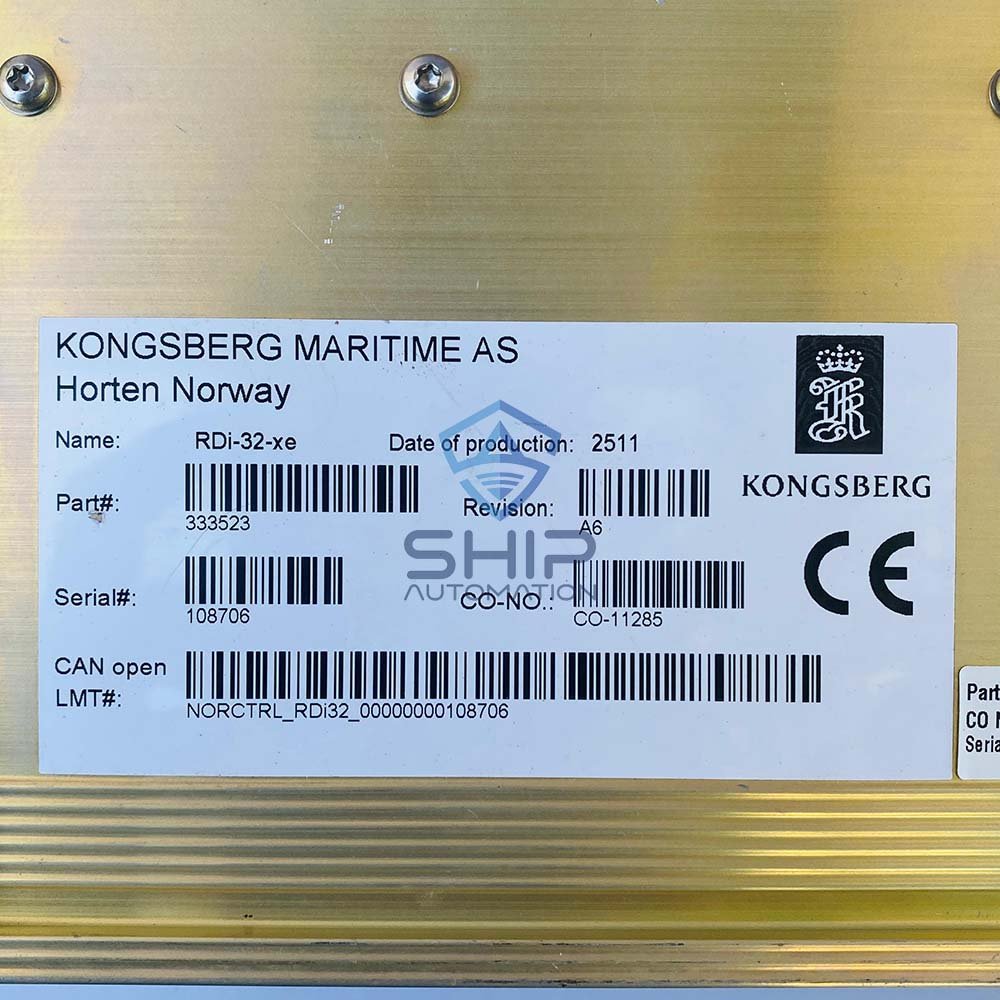 KONGSBERG MARITIME AS
Horten Norway
Name: RDi-32-xe Date of production: 2511
KONGSBERG
Part#: 333523 Revision: A6
SHIP
AUTOMATION
CE
Serial#: 108706 CO-NO.: CO-11285
CAN open
LMT#: NORCTRL_RDi32_00000000108706
Part
CO
Seria